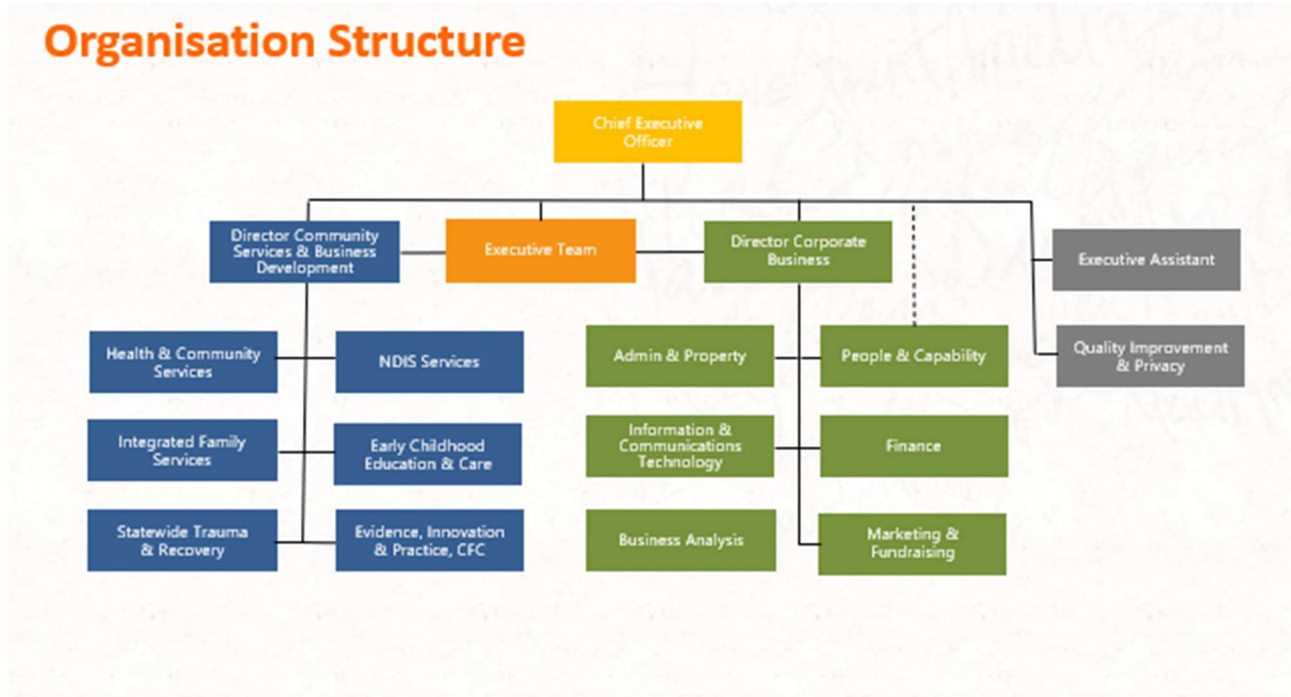 Organisation Structure
Chief Executive
Officer
Director Community
Services & Business
Development
Executive Team
Director Corporate
Business
Executive Assistant
Health & Community
Services
NDIS Services
Admin & Property
People & Capability
Quality Improvement
& Privacy
Integrated Family
Services
Early Childhood
Education & Care
Information &
Communications
Technology
Finance
Statewide Trauma
& Recovery
Evidence, Innovation
& Practice, CFC
Business Analysis
Marketing &
Fundraising